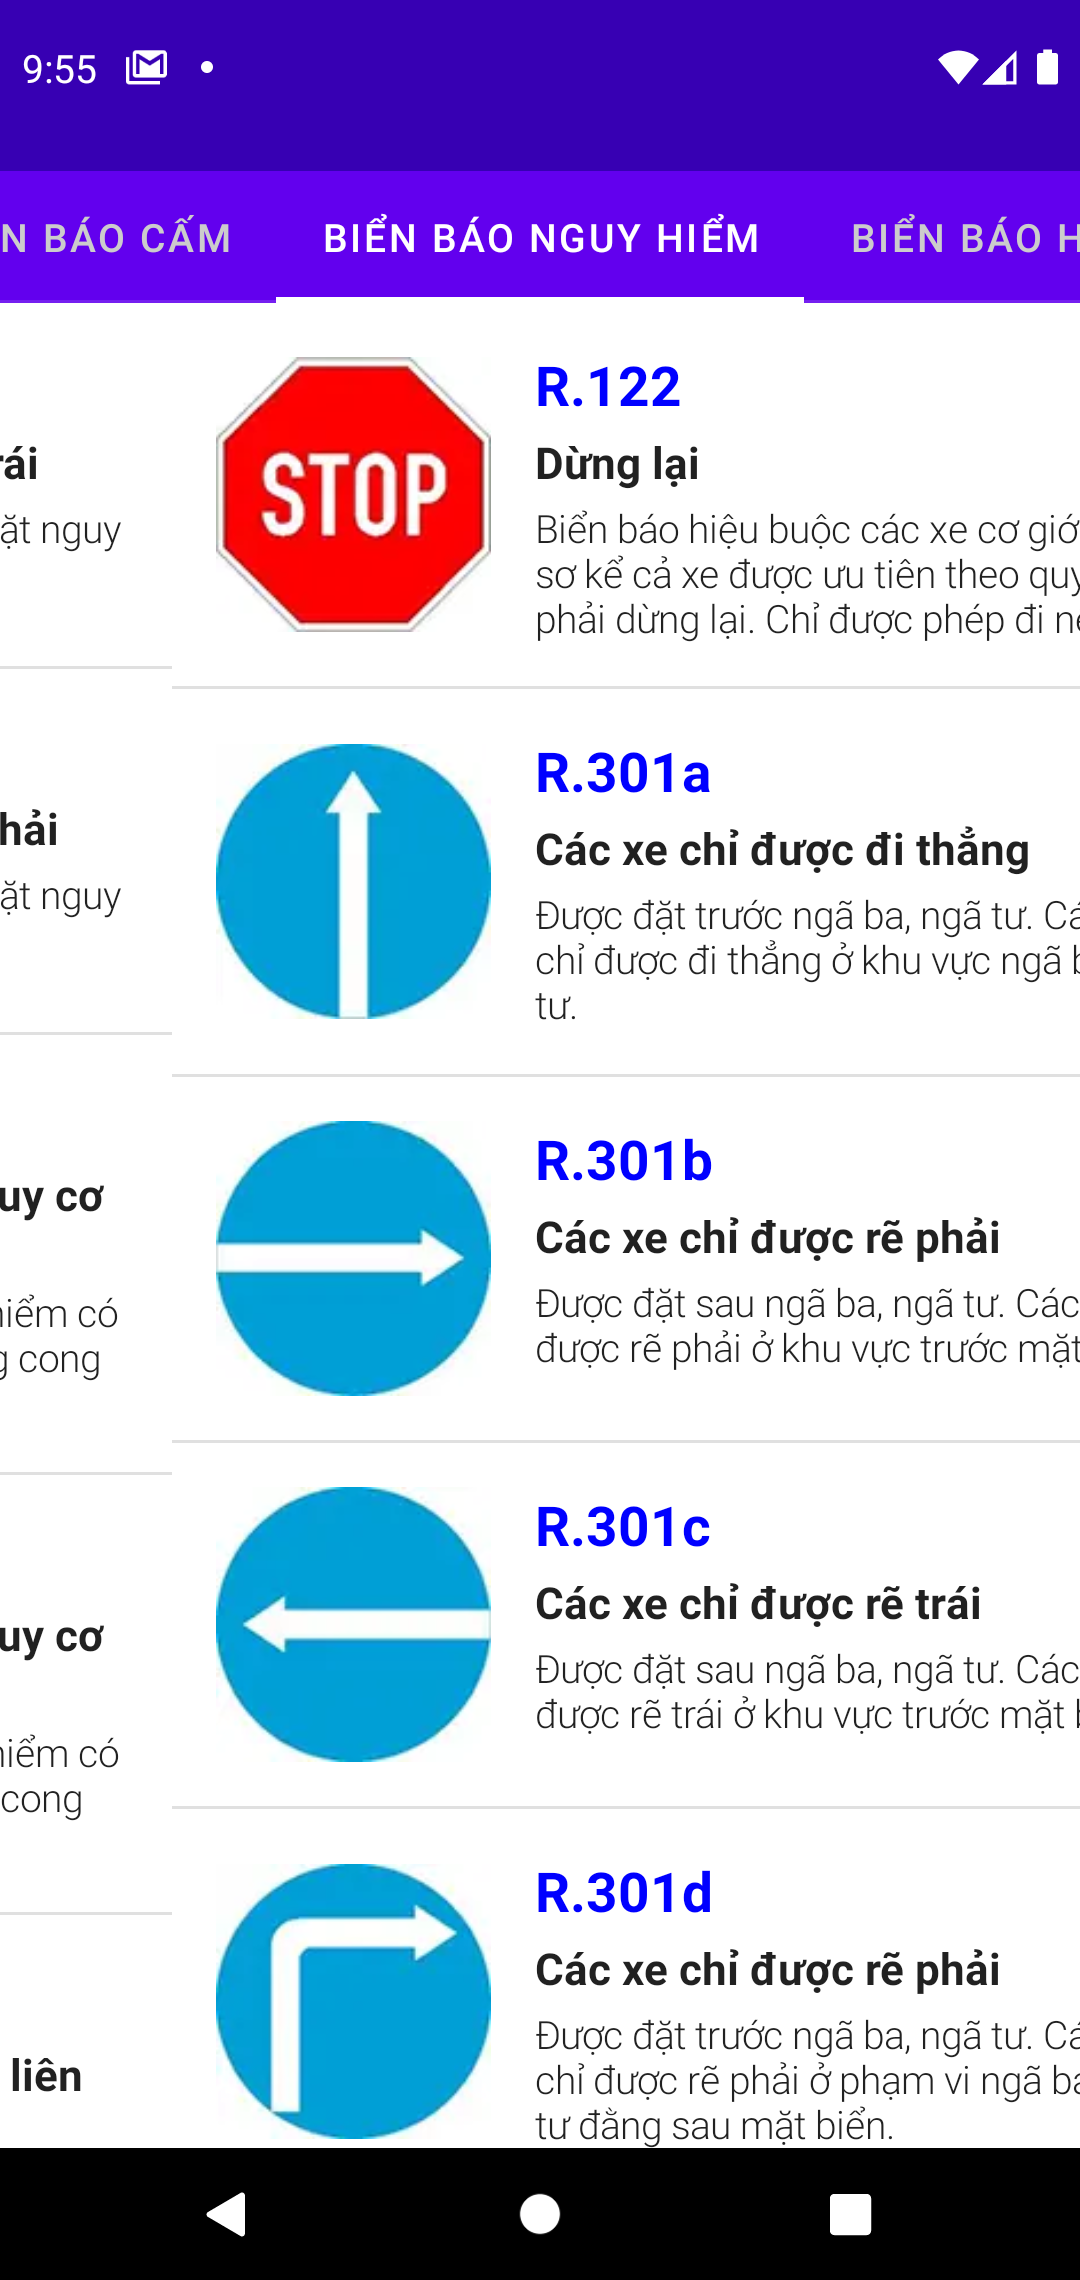 9:55
N BÁO CẤM
BIỂN BÁO NGUY HIỂM
BIỂN BÁO H
rái
ặt nguy
hải
ặt nguy
uy cơ
hiểm có
g cong
uy cơ
hiểm có
cong
liên
STOP
R.122
Dừng lại
Biển báo hiệu buộc các xe cơ giớ
sơ kể cả xe được ưu tiên theo quy
phải dừng lại. Chỉ được phép đi nế
R.301a
Các xe chỉ được đi thẳng
Được đặt trước ngã ba, ngã tư. Cá
chỉ được đi thẳng ở khu vực ngã b
tư.
R.301b
Các xe chỉ được rẽ phải
Được đặt sau ngã ba, ngã tư. Các
được rẽ phải ở khu vực trước mặt
R.301c
Các xe chỉ được rẽ trái
Được đặt sau ngã ba, ngã tư. Các
được rẽ trái ở khu vực trước mặt b
R.301d
Các xe chỉ được rẽ phải
Được đặt trước ngã ba, ngã tư. Cá
chỉ được rẽ phải ở phạm vi ngã ba
tư đằng sau mặt biển.